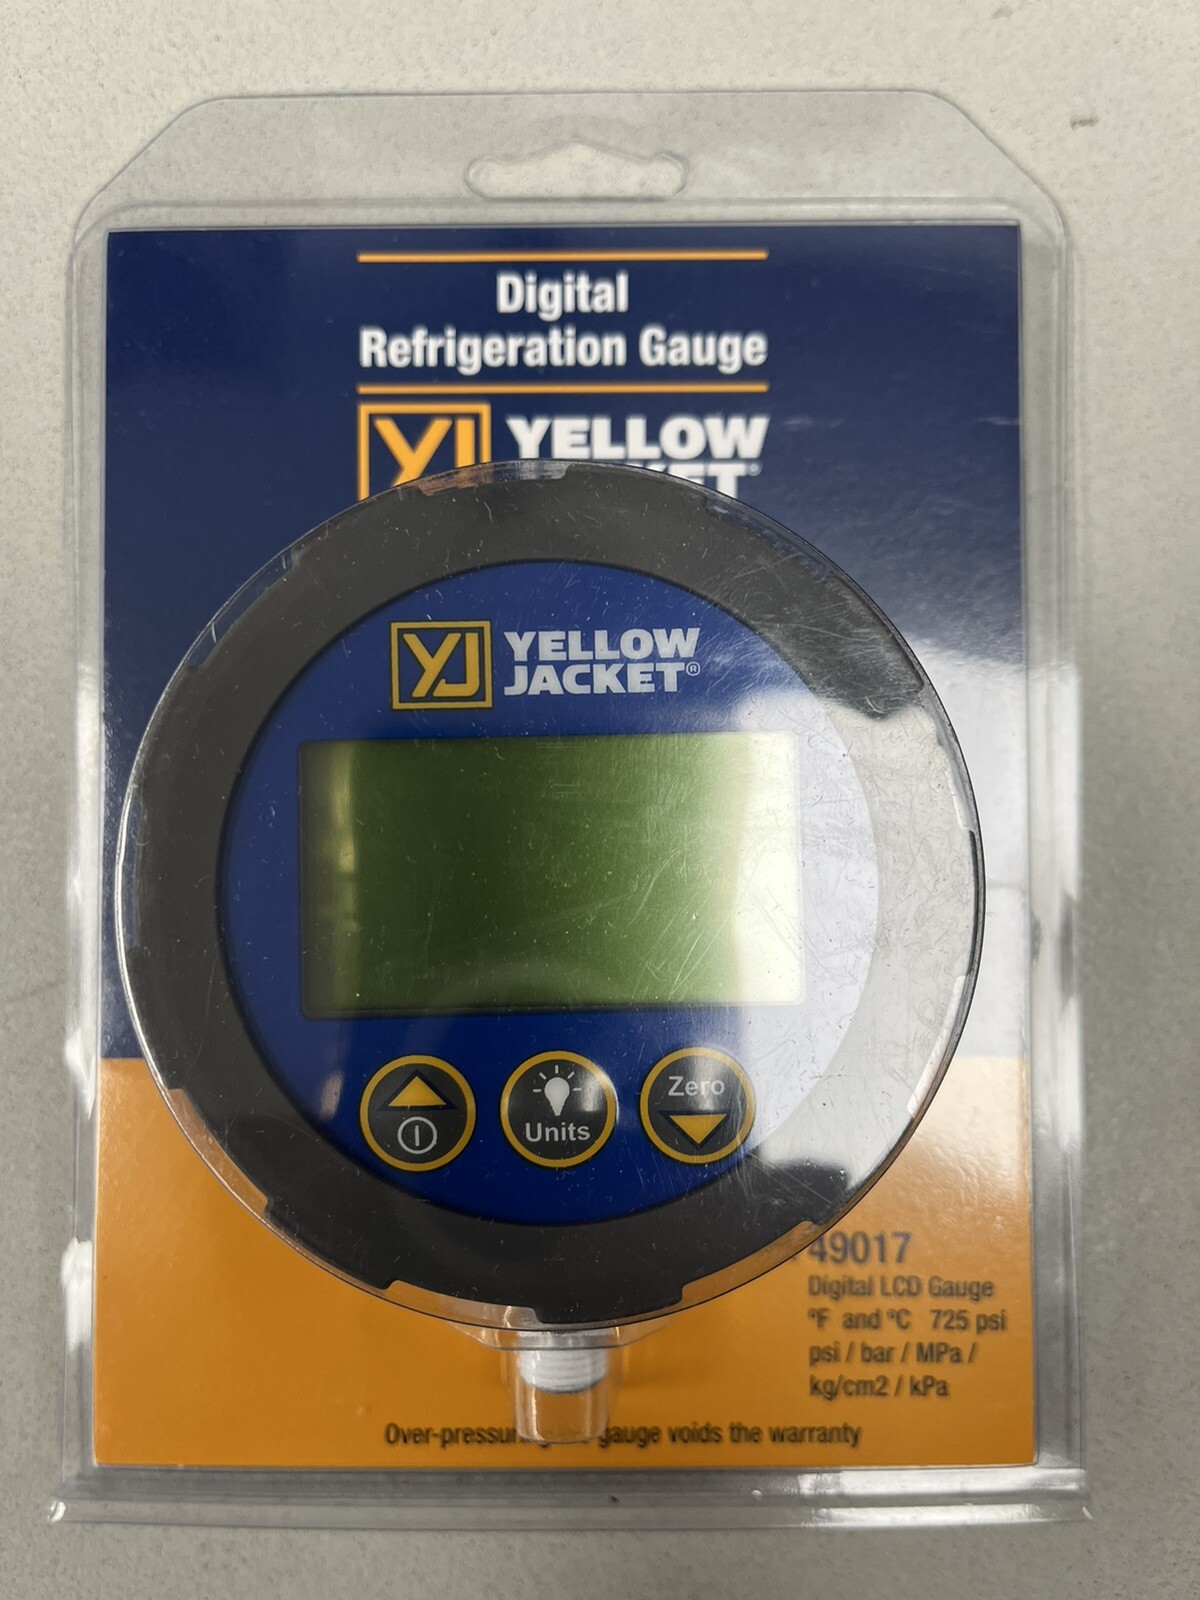 Digital
Refrigeration Gauge
YJ YELLOW
YJ YELLOW
JACKET®
Zero
Units
49017
Digital LCD Gauge
°F and °C 725 psi
psi / bar / MPa /
kg/cm2 / kPa
gauge voids the warranty